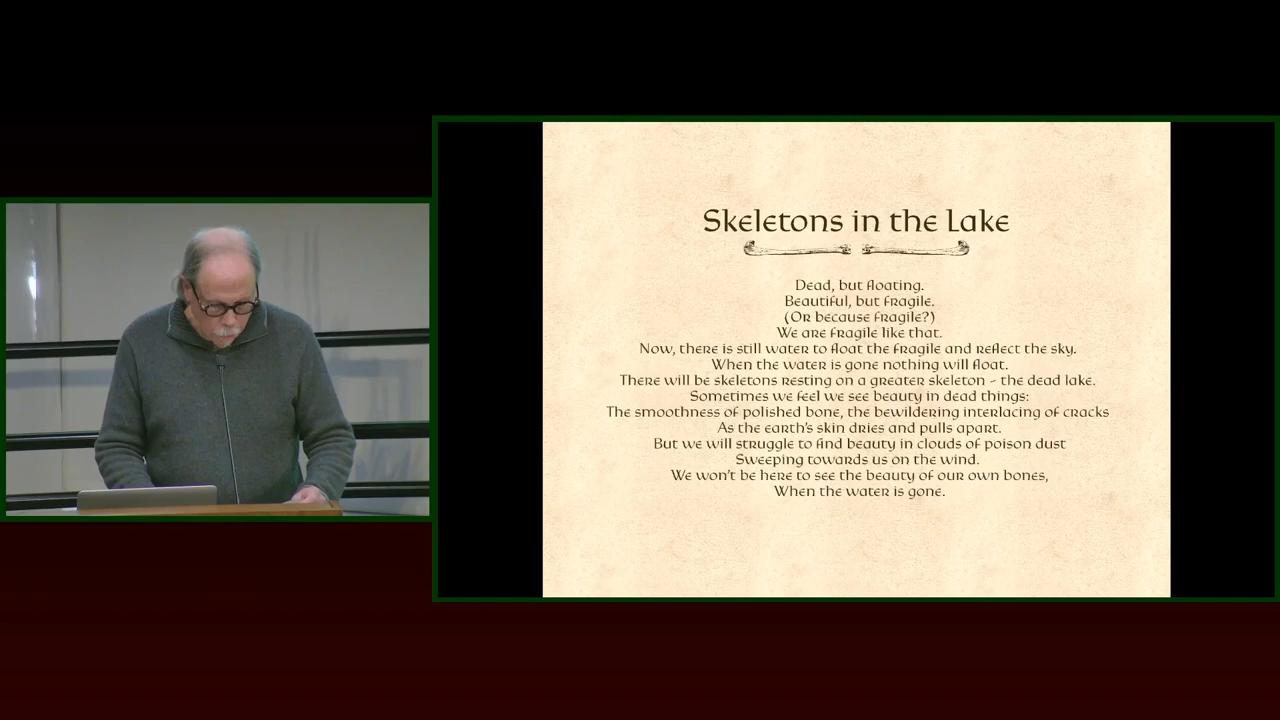 Skeletons in the Lake
Dead, but floating.
Beautiful, but fragile.
(Or because fragile?)
We are fragile like that.
Now, there is still water to float the fragile and reflect the sky.
When the water is gone nothing will float.
There will be skeletons resting on a greater skeleton - the dead lake.
Sometimes we feel we see beauty in dead things:
The smoothness of polished bone, the bewildering interlacing of cracks
As the earth's skin dries and pulls apart.
But we will struggle to find beauty in clouds of poison dust
Sweeping towards us on the wind.
We won't be here to see the beauty of our own bones,
When the water is gone.